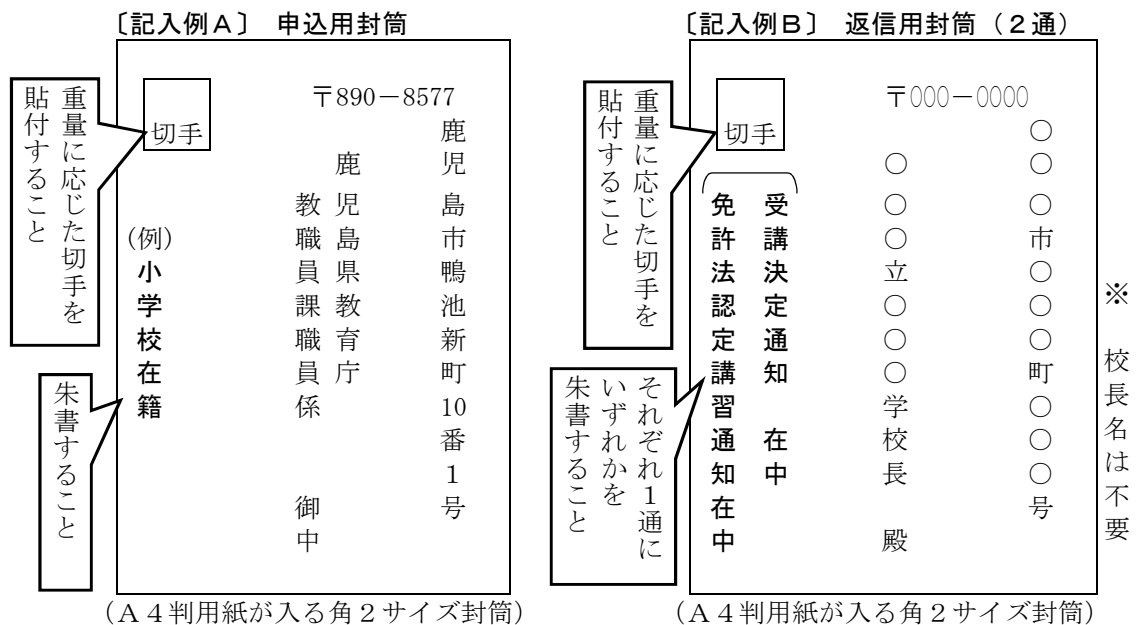 〔記入例A〕 申込用封筒
重量に応じた切手を
貼付すること
切手
〒890－8577
鹿児島市鴨池新町10番1号
鹿児島県教育庁
教職員課職員係 御中
(例)
小学校在籍
朱書すること
(A4判用紙が入る角2サイズ封筒)
〔記入例B〕 返信用封筒(2通)
重量に応じた切手を
貼付すること
切手
〒000－0000
○○○市○○○町○○○号
○○○立○○○学校長 殿
受講決定通知 在中
免許法認定講習通知在中
それぞれ1通に
いずれかを
朱書すること
※ 校長名は不要
(A4判用紙が入る角2サイズ封筒)